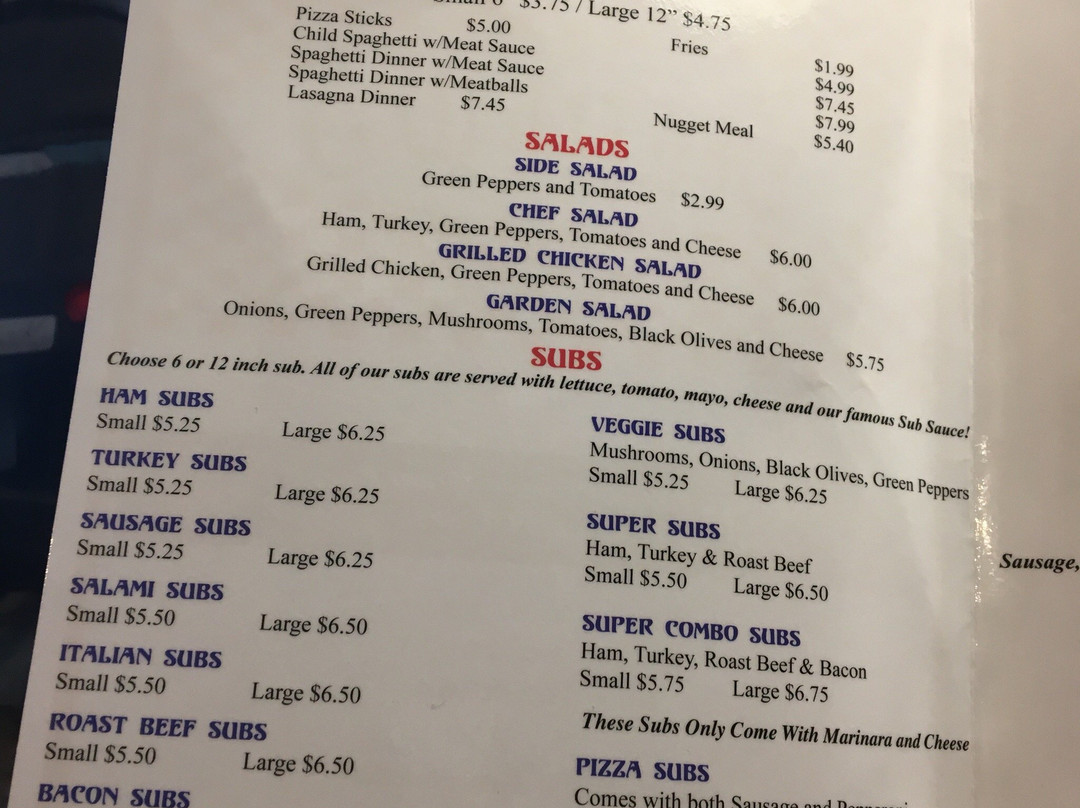 Small 6" $3.75 / Large 12" $4.75
Pizza Sticks $5.00 Fries $1.99
Child Spaghetti w/Meat Sauce $4.99
Spaghetti Dinner w/Meat Sauce $7.45
Spaghetti Dinner w/Meatballs $7.99
Lasagna Dinner $7.45 Nugget Meal $5.40
SALADS
SIDE SALAD
Green Peppers and Tomatoes $2.99
CHEF SALAD
Ham, Turkey, Green Peppers, Tomatoes and Cheese $6.00
GRILLED CHICKEN SALAD
Grilled Chicken, Green Peppers, Tomatoes and Cheese $6.00
GARDEN SALAD
Onions, Green Peppers, Mushrooms, Tomatoes, Black Olives and Cheese $5.75
SUBS
Choose 6 or 12 inch sub. All of our subs are served with lettuce, tomato, mayo, cheese and our famous Sub Sauce!
HAM SUBS
Small $5.25 Large $6.25
TURKEY SUBS
Small $5.25 Large $6.25
SAUSAGE SUBS
Small $5.25 Large $6.25
SALAMI SUBS
Small $5.50 Large $6.50
ITALIAN SUBS
Small $5.50 Large $6.50
ROAST BEEF SUBS
Small $5.50 Large $6.50
BACON SUBS
VEGGIE SUBS
Mushrooms, Onions, Black Olives, Green Peppers
Small $5.25 Large $6.25
SUPER SUBS
Ham, Turkey & Roast Beef
Small $5.50 Large $6.50
SUPER COMBO SUBS
Ham, Turkey, Roast Beef & Bacon
Small $5.75 Large $6.75
These Subs Only Come With Marinara and Cheese
PIZZA SUBS
Comes with both Sausage and Pepperoni
Sausage,